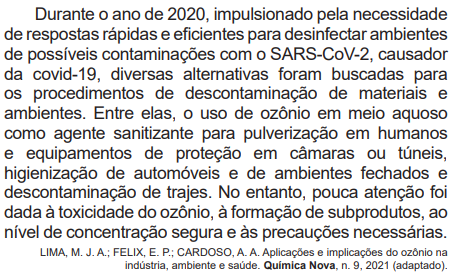 Durante o ano de 2020, impulsionado pela necessidade
de respostas rápidas e eficientes para desinfectar ambientes
de possíveis contaminações com o SARS-CoV-2, causador
da covid-19, diversas alternativas foram buscadas para
os procedimentos de descontaminação de materiais e
ambientes. Entre elas, o uso de ozônio em meio aquoso
como agente sanitizante para pulverização em humanos
e equipamentos de proteção em câmaras ou túneis,
higienização de automóveis e de ambientes fechados e
descontaminação de trajes. No entanto, pouca atenção foi
dada à toxicidade do ozônio, à formação de subprodutos, ao
nível de concentração segura e às precauções necessárias.
LIMA, M. J. A.; FELIX, E. P.; CARDOSO, A. A. Aplicações e implicações do ozônio na
indústria, ambiente e saúde. Química Nova, n. 9, 2021 (adaptado).